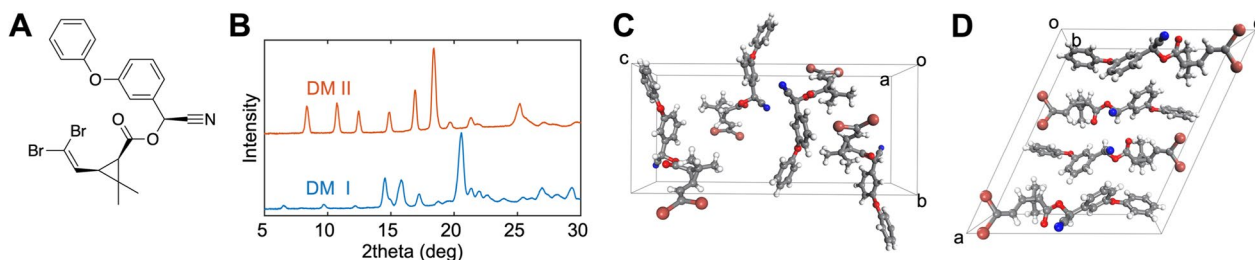 A
O
Br
Br
O
O
≡N
B
Intensity
DM II
DM I
5 10 15 20 25 30
2theta (deg)
C
c
o
a
b
D
o
b
c
a